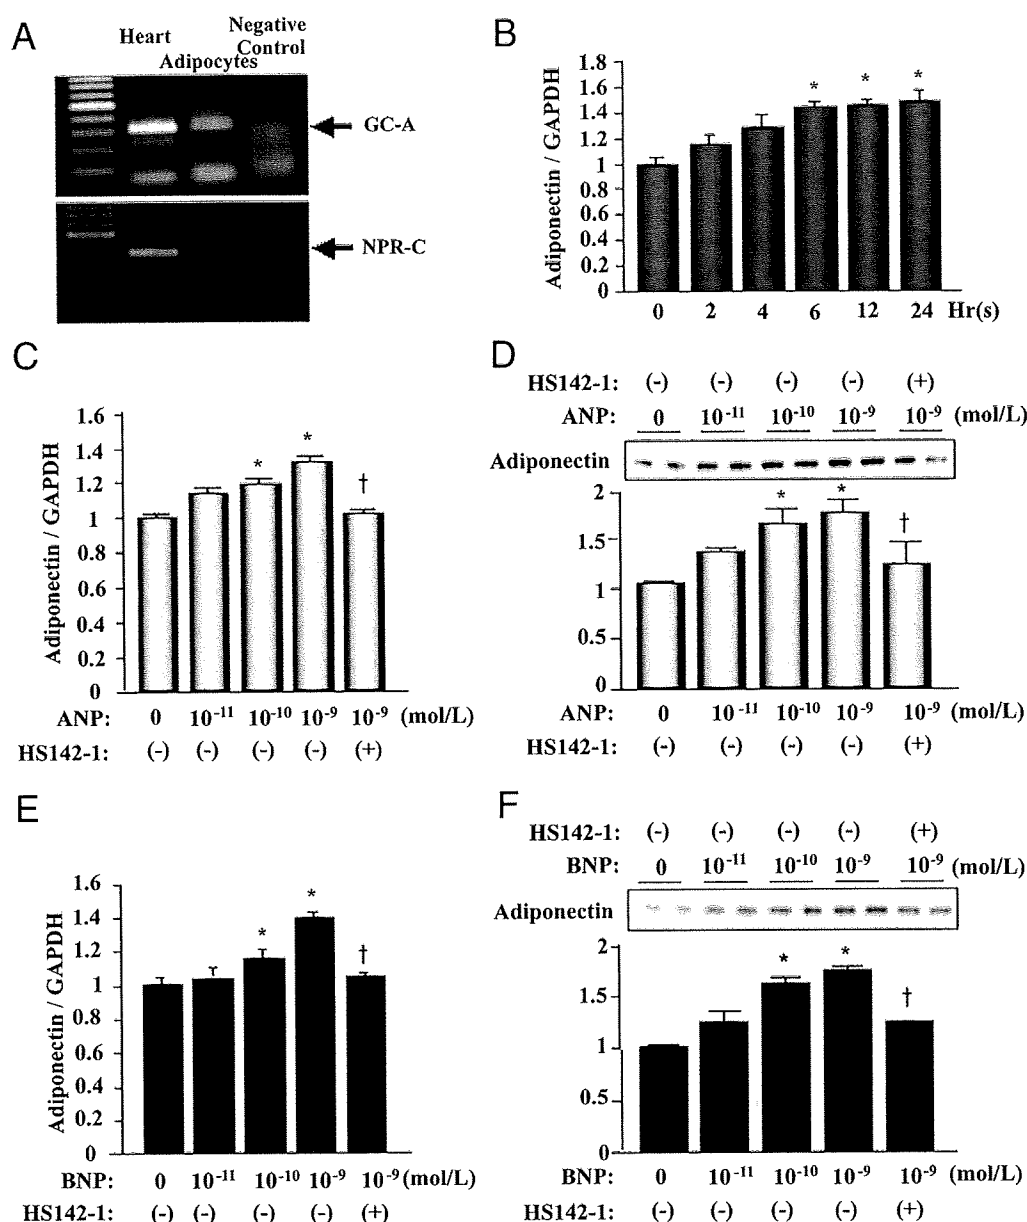 A
Heart
Adipocytes
Negative
Control
GC-A
NPR-C
B
Adiponectin / GAPDH
1.8
1.6
1.4
1.2
1
0.8
0.6
0.4
0.2
0
* * *
0 2 4 6 12 24 Hr(s)
C
Adiponectin / GAPDH
1.6
1.4
1.2
1
0.8
0.6
0.4
0.2
0
* * †
ANP: 0 10⁻¹¹ 10⁻¹⁰ 10⁻⁹ 10⁻⁹ (mol/L)
HS142-1: (-) (-) (-) (-) (+)
D
HS142-1: (-) (-) (-) (-) (+)
ANP: 0 10⁻¹¹ 10⁻¹⁰ 10⁻⁹ 10⁻⁹ (mol/L)
Adiponectin
2
1.5
1
0.5
0
* * †
ANP: 0 10⁻¹¹ 10⁻¹⁰ 10⁻⁹ 10⁻⁹ (mol/L)
HS142-1: (-) (-) (-) (-) (+)
E
Adiponectin / GAPDH
1.6
1.4
1.2
1
0.8
0.6
0.4
0.2
0
* * †
BNP: 0 10⁻¹¹ 10⁻¹⁰ 10⁻⁹ 10⁻⁹ (mol/L)
HS142-1: (-) (-) (-) (-) (+)
F
HS142-1: (-) (-) (-) (-) (+)
BNP: 0 10⁻¹¹ 10⁻¹⁰ 10⁻⁹ 10⁻⁹ (mol/L)
Adiponectin
2
1.5
1
0.5
0
* * †
BNP: 0 10⁻¹¹ 10⁻¹⁰ 10⁻⁹ 10⁻⁹ (mol/L)
HS142-1: (-) (-) (-) (-) (+)